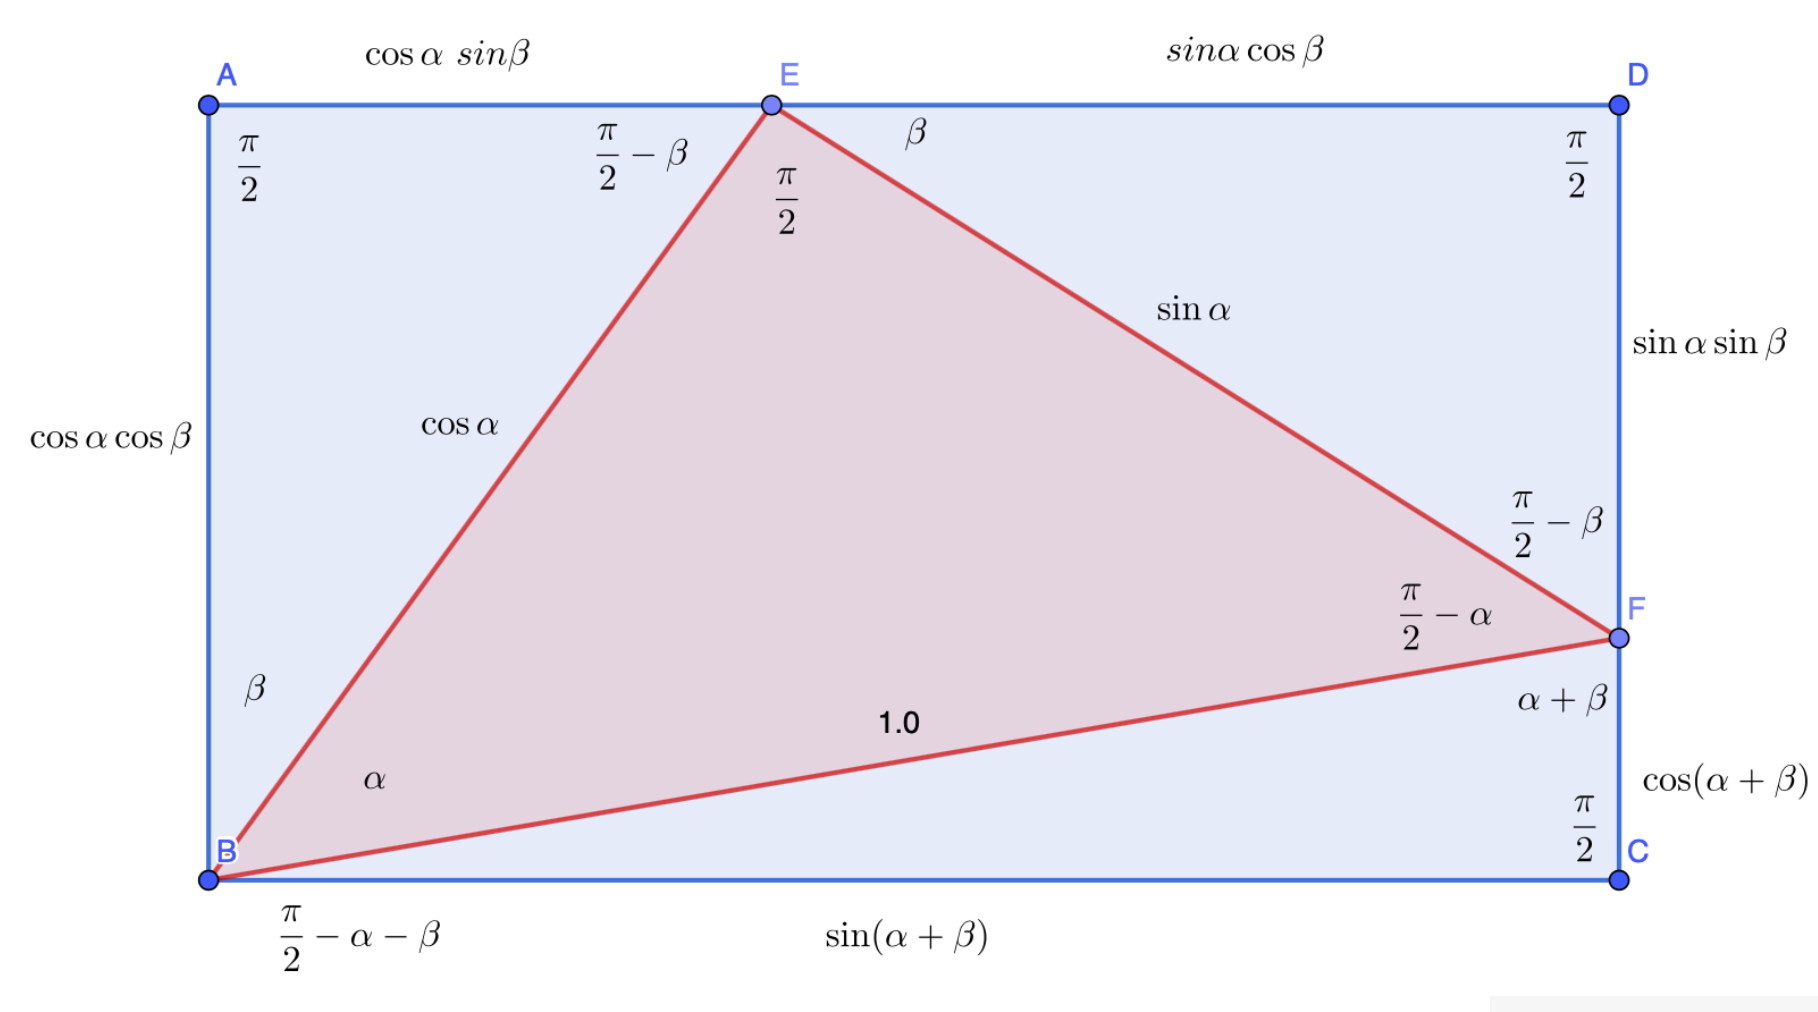 cos α sinβ
sinα cos β
A
E
D
π/2
π/2 − β
π/2
β
π/2
sin α
sin α sin β
cos α
cos α cos β
π/2 − β
π/2 − α
F
β
α + β
1.0
α
cos(α + β)
π/2
B
C
π/2 − α − β
sin(α + β)